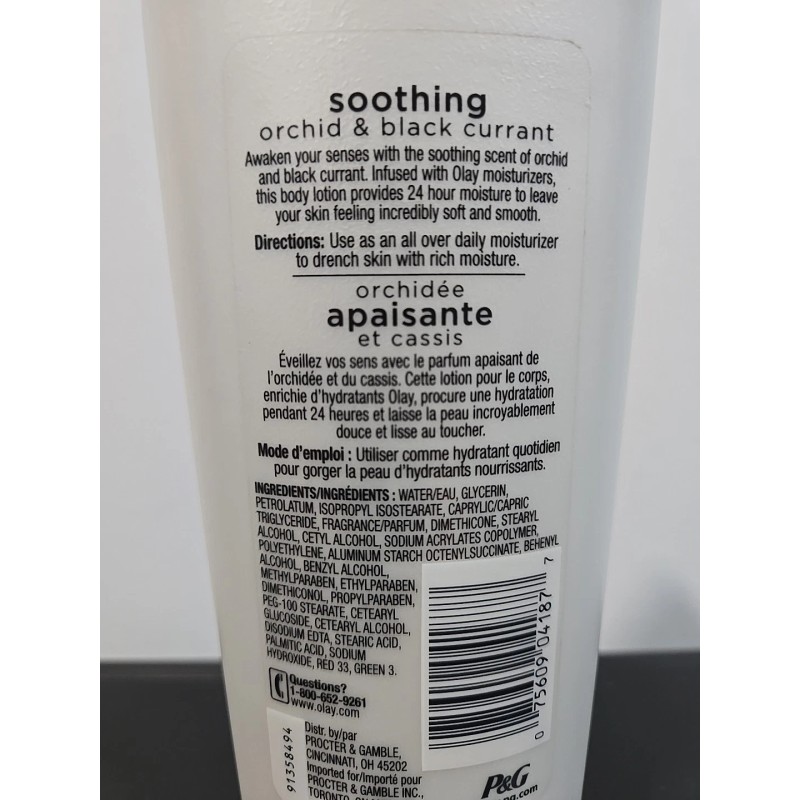 soothing
orchid & black currant
Awaken your senses with the soothing scent of orchid
and black currant. Infused with Olay moisturizers,
this body lotion provides 24 hour moisture to leave
your skin feeling incredibly soft and smooth.
Directions: Use as an all over daily moisturizer
to drench skin with rich moisture.
orchidée
apaisante
et cassis
Éveillez vos sens avec le parfum apaisant de
l'orchidée et du cassis. Cette lotion pour le corps,
enrichie d'hydratants Olay, procure une hydratation
pendant 24 heures et laisse la peau incroyablement
douce et lisse au toucher.
Mode d'emploi : Utiliser comme hydratant quotidien
pour gorger la peau d'hydratants nourrissants.
INGREDIENTS/INGRÉDIENTS : WATER/EAU, GLYCERIN,
PETROLATUM, ISOPROPYL ISOSTEARATE, CAPRYLIC/CAPRIC
TRIGLYCERIDE, FRAGRANCE/PARFUM, DIMETHICONE, STEARYL
ALCOHOL, CETYL ALCOHOL, SODIUM ACRYLATES COPOLYMER,
POLYETHYLENE, ALUMINUM STARCH OCTENYLSUCCINATE, BEHENYL
ALCOHOL, BENZYL ALCOHOL,
METHYLPARABEN, ETHYLPARABEN,
DIMETHICONOL, PROPYLPARABEN,
PEG-100 STEARATE, CETEARYL
GLUCOSIDE, CETEARYL ALCOHOL,
DISODIUM EDTA, STEARIC ACID,
PALMITIC ACID, SODIUM
HYDROXIDE, RED 33, GREEN 3.
0 75609 04187 7
Questions?
1-800-652-9261
www.olay.com
91358494
Distr. by/par
PROCTER & GAMBLE,
CINCINNATI, OH 45202
Imported for/Importé pour
PROCTER & GAMBLE INC.,
TORONTO,
P&G
pg.com